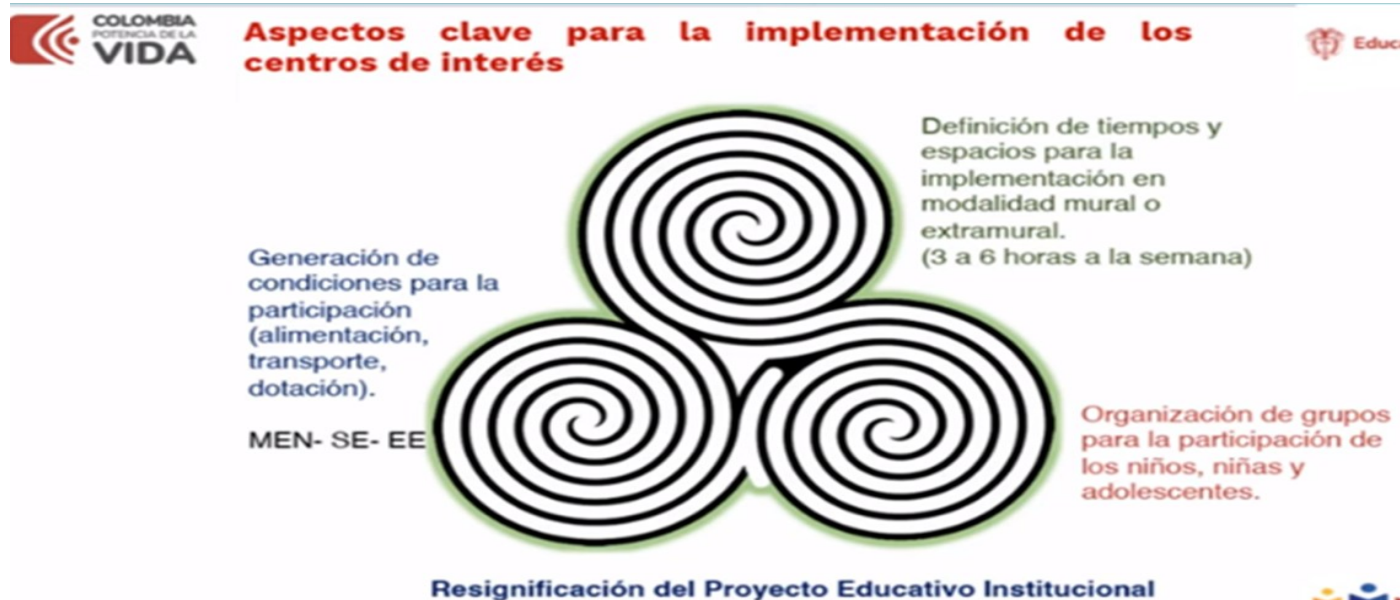 COLOMBIA
POTENCIA DE LA
VIDA
Aspectos clave para la implementación de los
centros de interés
Definición de tiempos y
espacios para la
implementación en
modalidad mural o
extramural.
(3 a 6 horas a la semana)
Generación de
condiciones para la
participación
(alimentación,
transporte,
dotación).
MEN- SE- EE
Organización de grupos
para la participación de
los niños, niñas y
adolescentes.
Resignificación del Proyecto Educativo Institucional